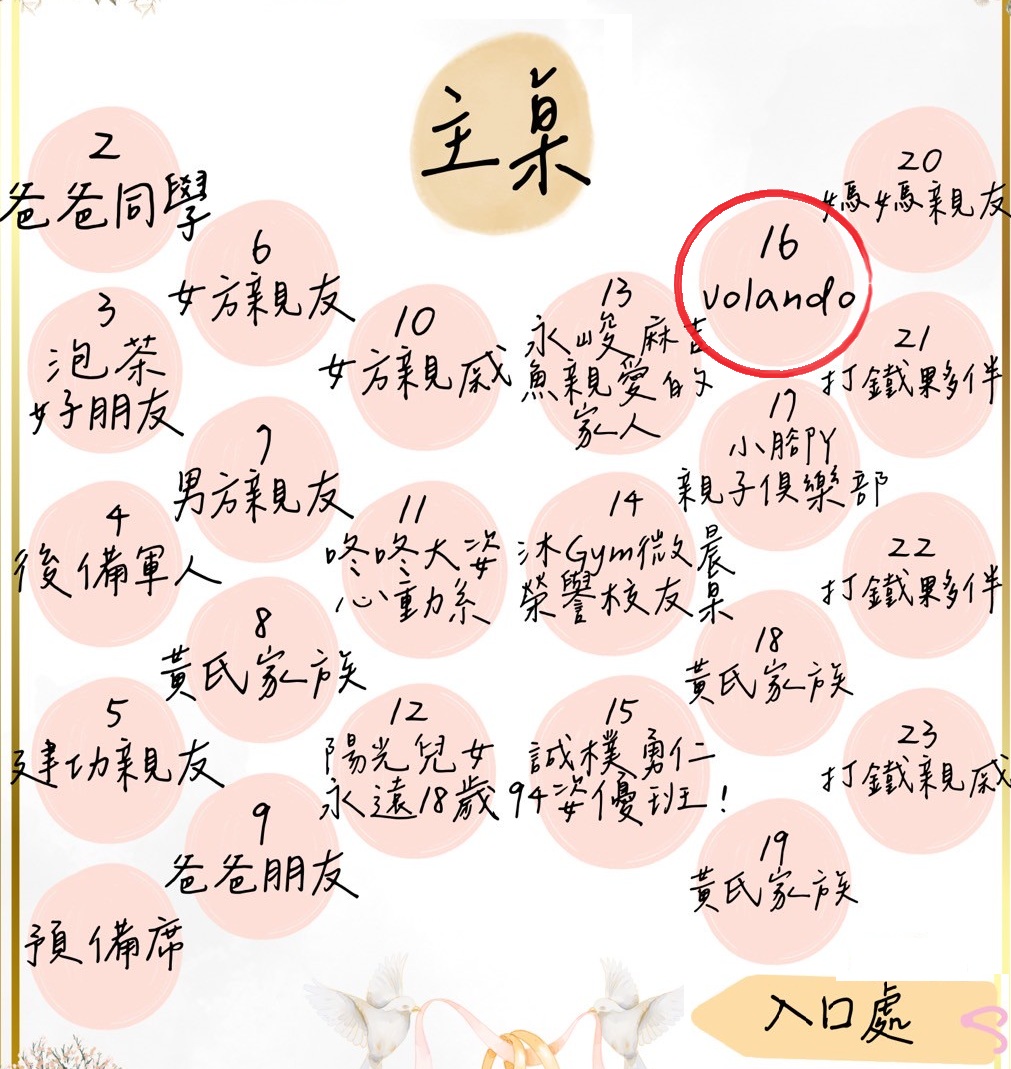 主桌
2
爸爸同學
3
泡茶
好朋友
4
後備軍人
5
建功親友
預備席
6
女方親友
7
男方親友
8
黃氏家族
9
爸爸朋友
10
女方親戚
11
咚咚大姿
心動系
12
陽光兒女
永遠18歲
13
永峻麻吉
魚親愛的
家人
14
沐Gym微晨
榮譽校友杲
15
誠樸勇仁
94姿優班！
16
volando
17
小腳丫
親子俱樂部
18
黃氏家族
19
黃氏家族
20
媽媽親友
21
打鐵夥伴
22
打鐵夥伴
23
打鐵親戚
入口處